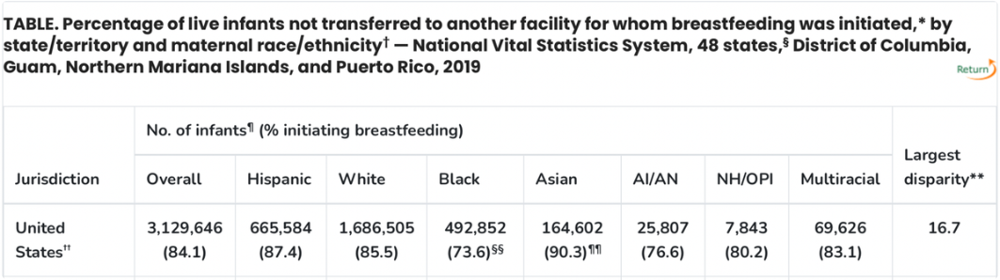 TABLE. Percentage of live infants not transferred to another facility for whom breastfeeding was initiated,* by
state/territory and maternal race/ethnicity† — National Vital Statistics System, 48 states,§ District of Columbia,
Guam, Northern Mariana Islands, and Puerto Rico, 2019
Return
No. of infants¶ (% initiating breastfeeding)
Largest
Jurisdiction Overall Hispanic White Black Asian AI/AN NH/OPI Multiracial disparity**
United 3,129,646 665,584 1,686,505 492,852 164,602 25,807 7,843 69,626 16.7
States†† (84.1) (87.4) (85.5) (73.6)§§ (90.3)¶¶ (76.6) (80.2) (83.1)